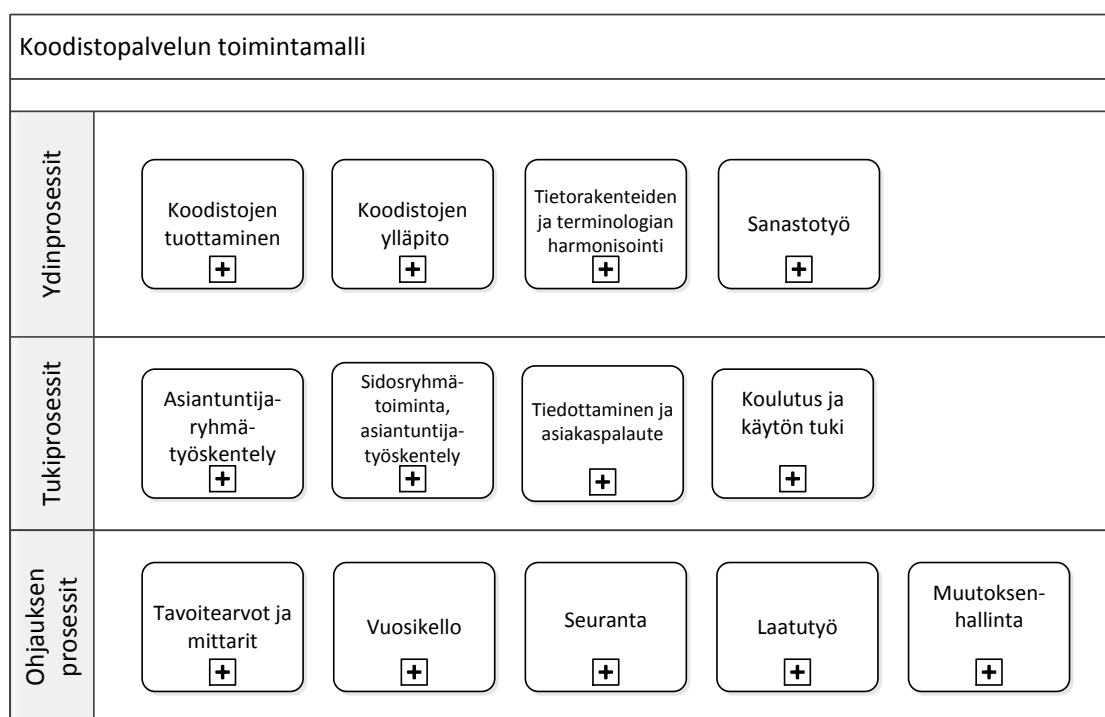 Koodistopalvelun toimintamalli
Ydinprosessit
Koodistojen
tuottaminen
Koodistojen
ylläpito
Tietorakenteiden
ja terminologian
harmonisointi
Sanastotyö
Tukiprosessit
Asiantuntija-
ryhmä-
työskentely
Sidosryhmä-
toiminta,
asiantuntija-
työskentely
Tiedottaminen ja
asiakaspalaute
Koulutus ja
käytön tuki
Ohjauksen
prosessit
Tavoitearvot ja
mittarit
Vuosikello
Seuranta
Laatutyö
Muutoksen-
hallinta